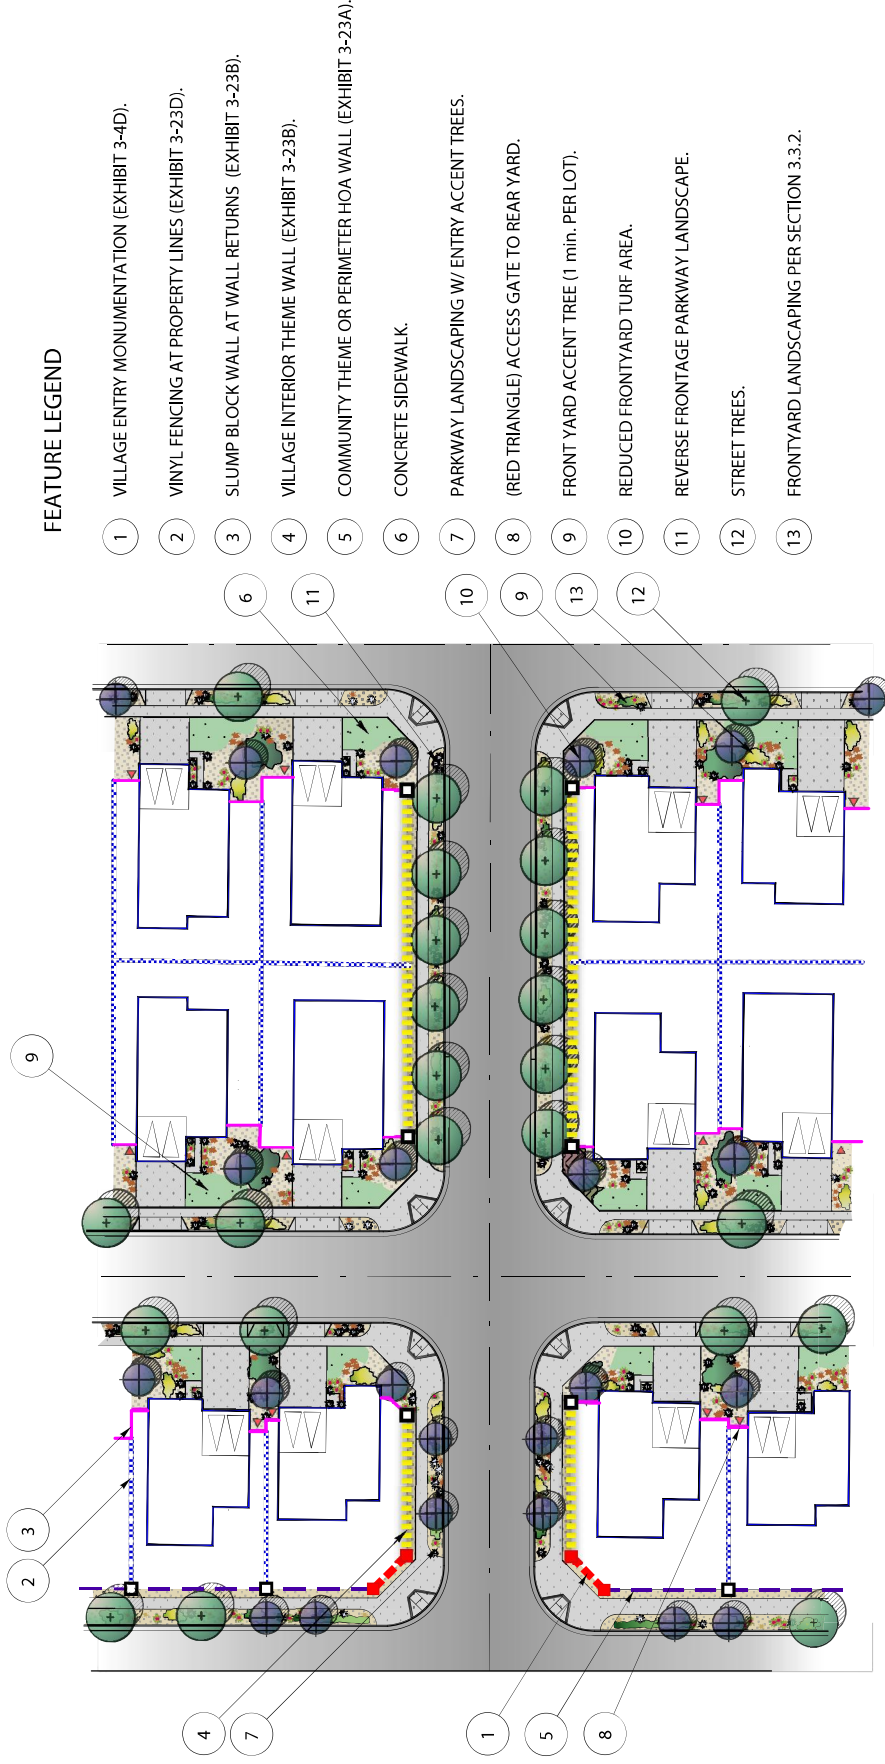 FEATURE LEGEND
1 VILLAGE ENTRY MONUMENTATION (EXHIBIT 3-4D).
2 VINYL FENCING AT PROPERTY LINES (EXHIBIT 3-23D).
3 SLUMP BLOCK WALL AT WALL RETURNS (EXHIBIT 3-23B).
4 VILLAGE INTERIOR THEME WALL (EXHIBIT 3-23B).
5 COMMUNITY THEME OR PERIMETER HOA WALL (EXHIBIT 3-23A).
6 CONCRETE SIDEWALK.
7 PARKWAY LANDSCAPING W/ ENTRY ACCENT TREES.
8 (RED TRIANGLE) ACCESS GATE TO REAR YARD.
9 FRONT YARD ACCENT TREE (1 min. PER LOT).
10 REDUCED FRONTYARD TURF AREA.
11 REVERSE FRONTAGE PARKWAY LANDSCAPE.
12 STREET TREES.
13 FRONTYARD LANDSCAPING PER SECTION 3.3.2.
2
3
9
6
11
10
9
13
12
4
7
1
5
8